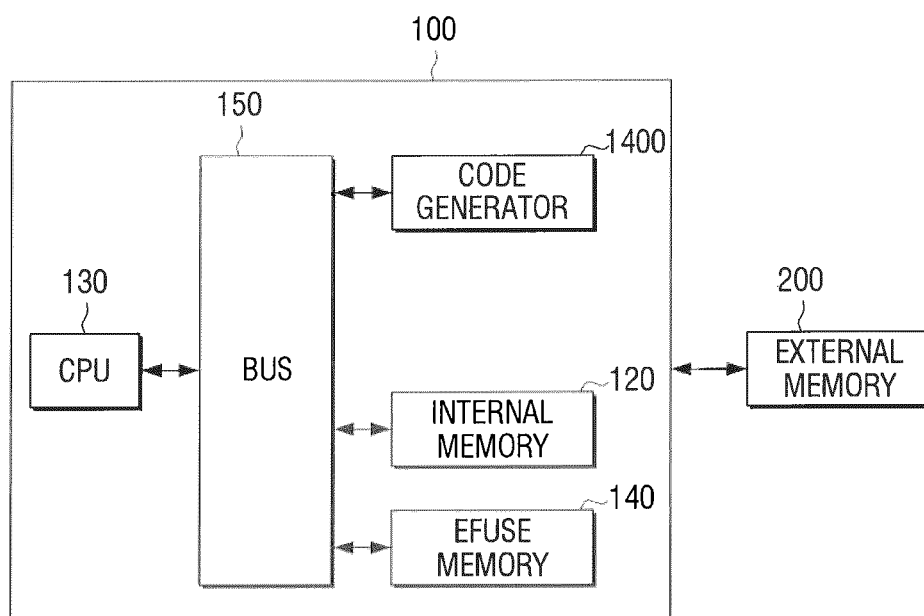 100
150
1400
CODE
GENERATOR
130
CPU
BUS
200
EXTERNAL
MEMORY
120
INTERNAL
MEMORY
140
EFUSE
MEMORY